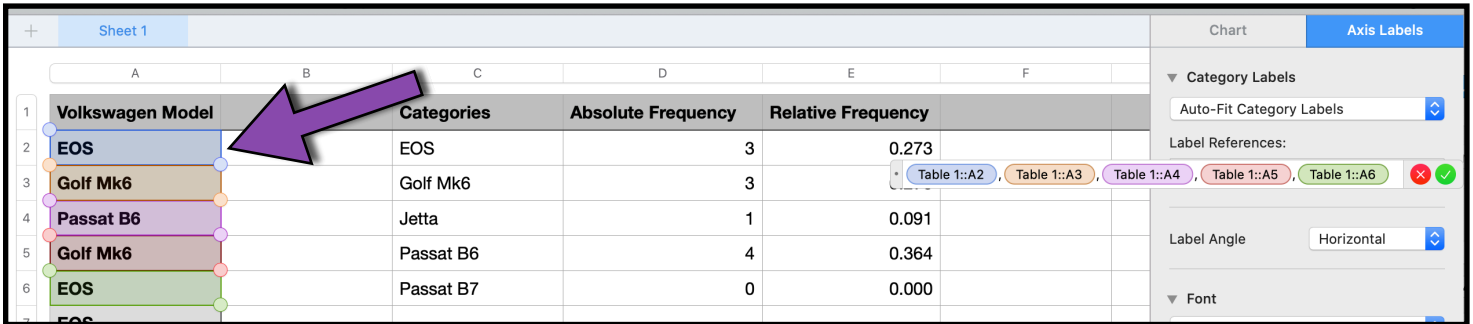 + Sheet 1 Chart Axis Labels
A B C D E F
Category Labels
1 Volkswagen Model Categories Absolute Frequency Relative Frequency
Auto-Fit Category Labels
2 EOS EOS 3 0.273
Label References:
Table 1::A2 , Table 1::A3 , Table 1::A4 , Table 1::A5 , Table 1::A6
3 Golf Mk6 Golf Mk6 3
4 Passat B6 Jetta 1 0.091
Label Angle Horizontal
5 Golf Mk6 Passat B6 4 0.364
6 EOS Passat B7 0 0.000
Font